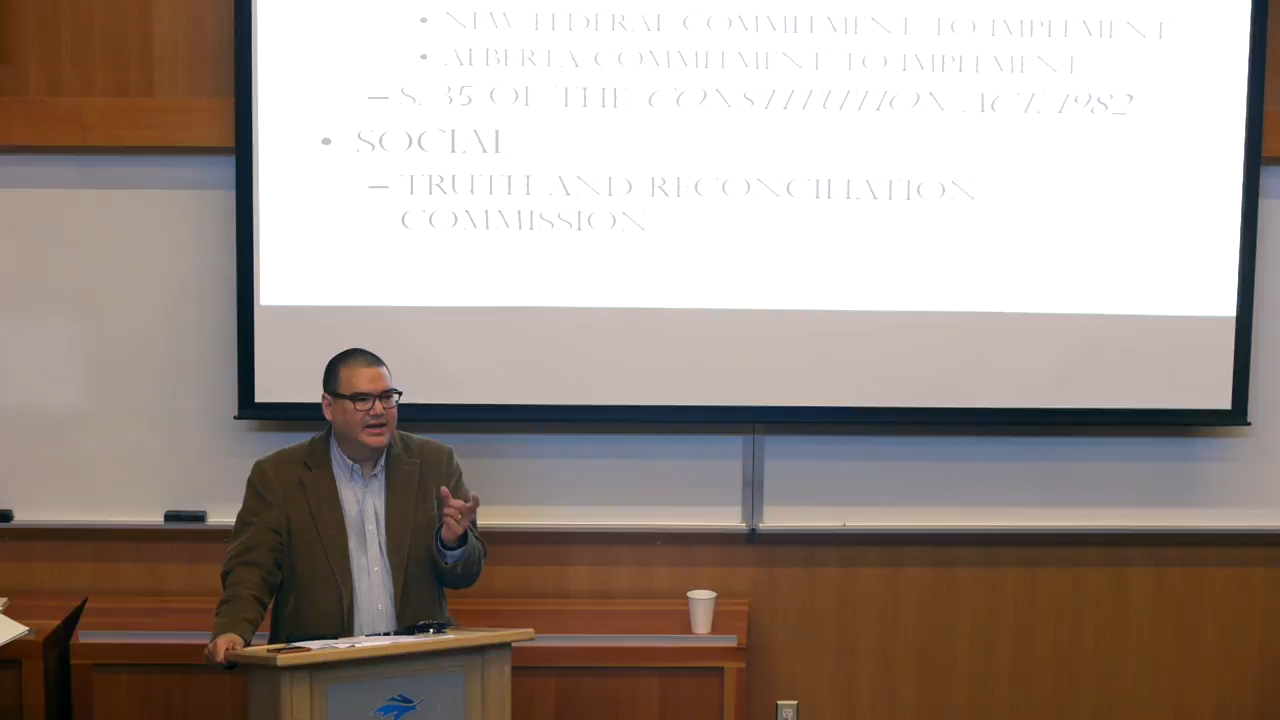 • NEW FEDERAL COMMITMENT TO IMPLEMENT
• ALBERTA COMMITMENT TO IMPLEMENT
– S. 35 OF THE CONSTITUTION ACT, 1982
• SOCIAL
– TRUTH AND RECONCILIATION
COMMISSION